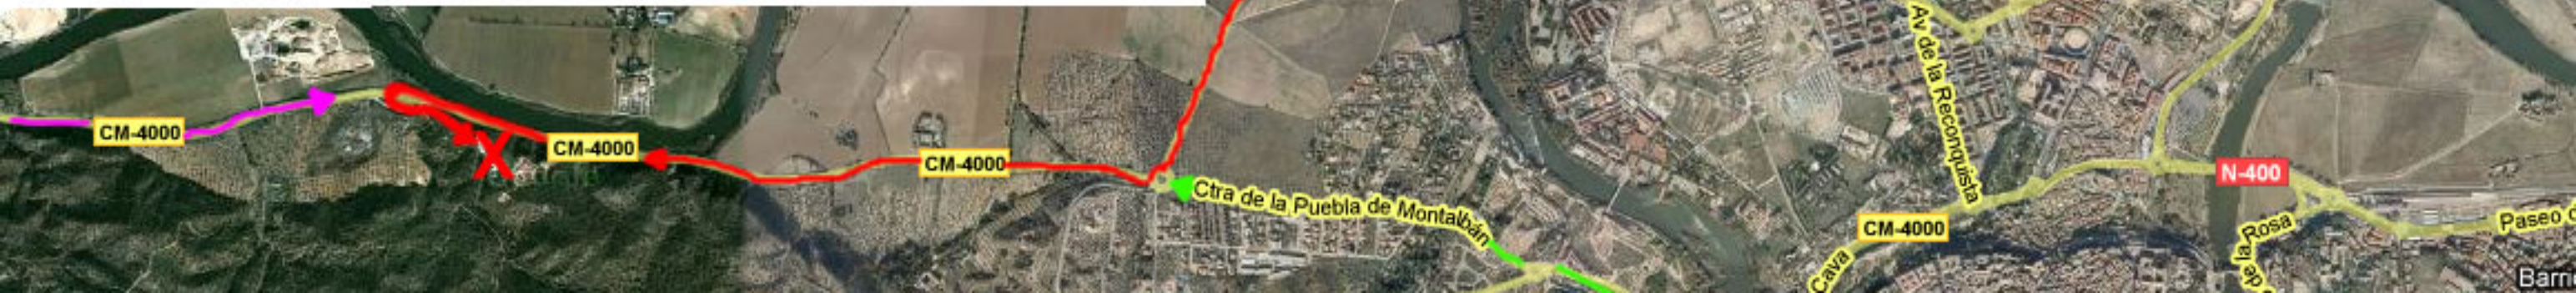 CM-4000
X
CM-4000
CM-4000
Ctra de la Puebla de Montalbán
Av de la Reconquista
CM-4000
Cava
N-400
de la Rosa
Paseo d
Barri